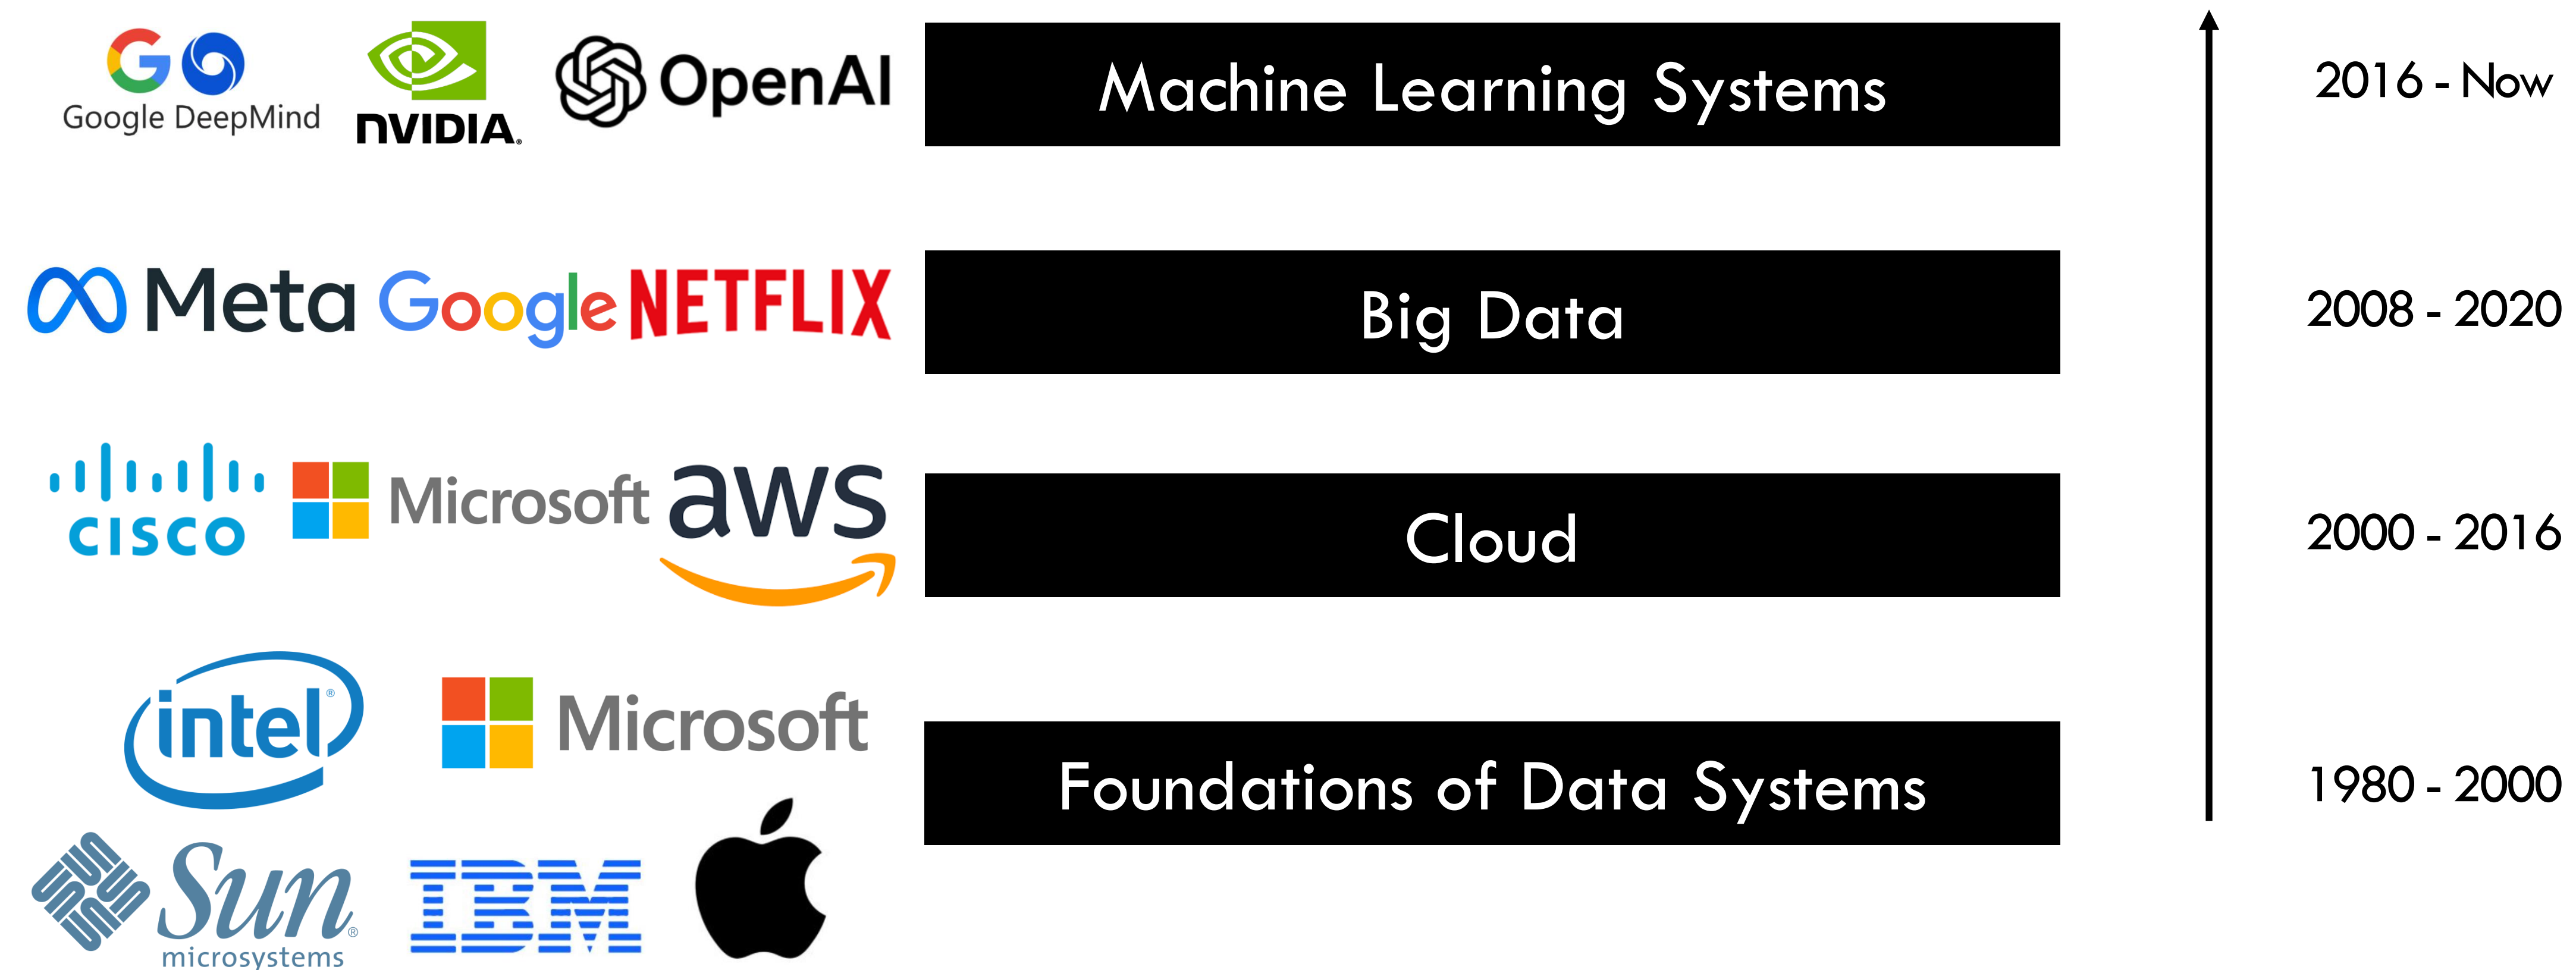 Google DeepMind
NVIDIA.
OpenAI
Machine Learning Systems
2016 - Now
Meta
Google
NETFLIX
Big Data
2008 - 2020
CISCO
Microsoft
aws
Cloud
2000 - 2016
intel®
Microsoft
Foundations of Data Systems
1980 - 2000
Sun®
microsystems
IBM